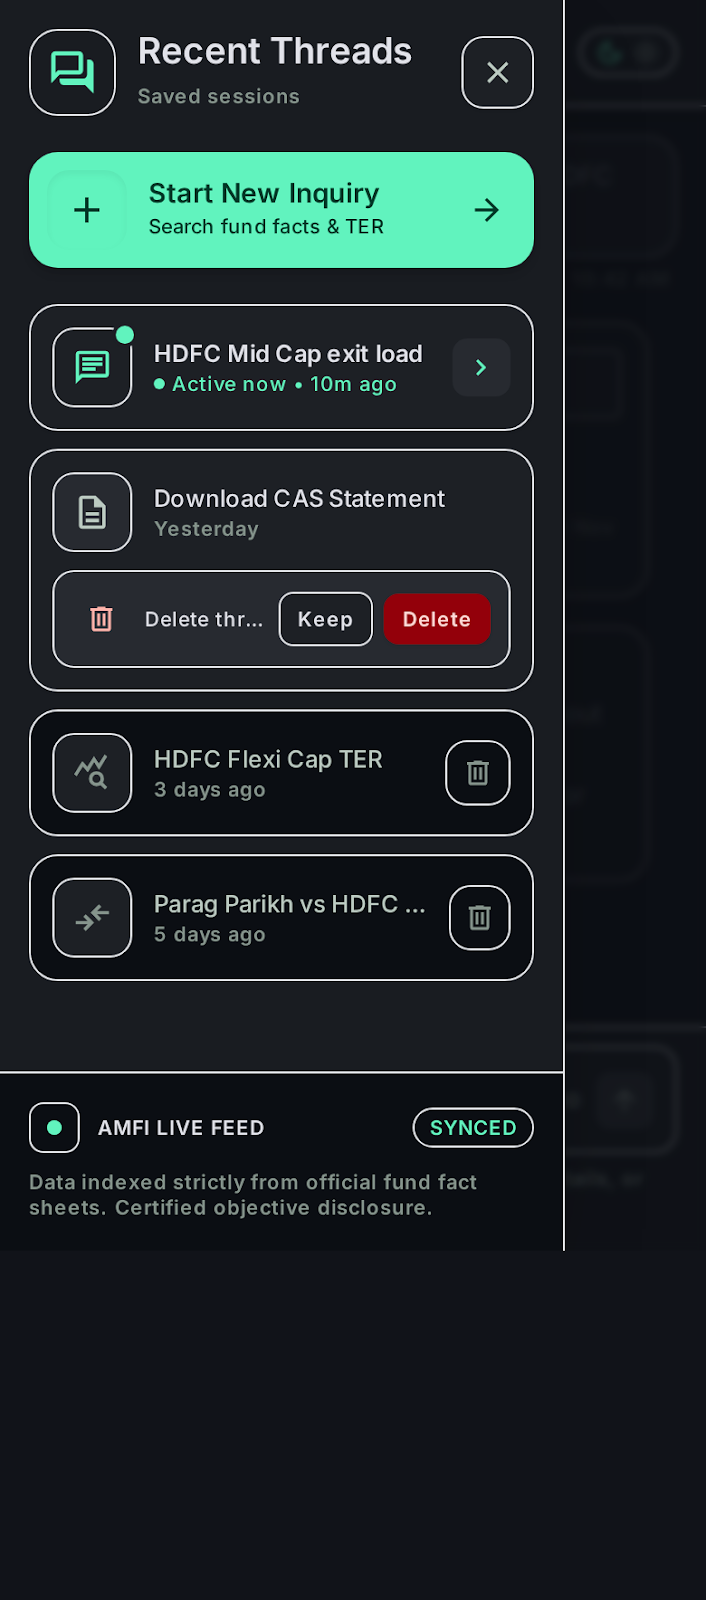 Recent Threads
Saved sessions
Start New Inquiry
Search fund facts & TER
HDFC Mid Cap exit load
Active now • 10m ago
Download CAS Statement
Yesterday
Delete thr...
Keep
Delete
HDFC Flexi Cap TER
3 days ago
Parag Parikh vs HDFC ...
5 days ago
AMFI LIVE FEED
SYNCED
Data indexed strictly from official fund fact
sheets. Certified objective disclosure.